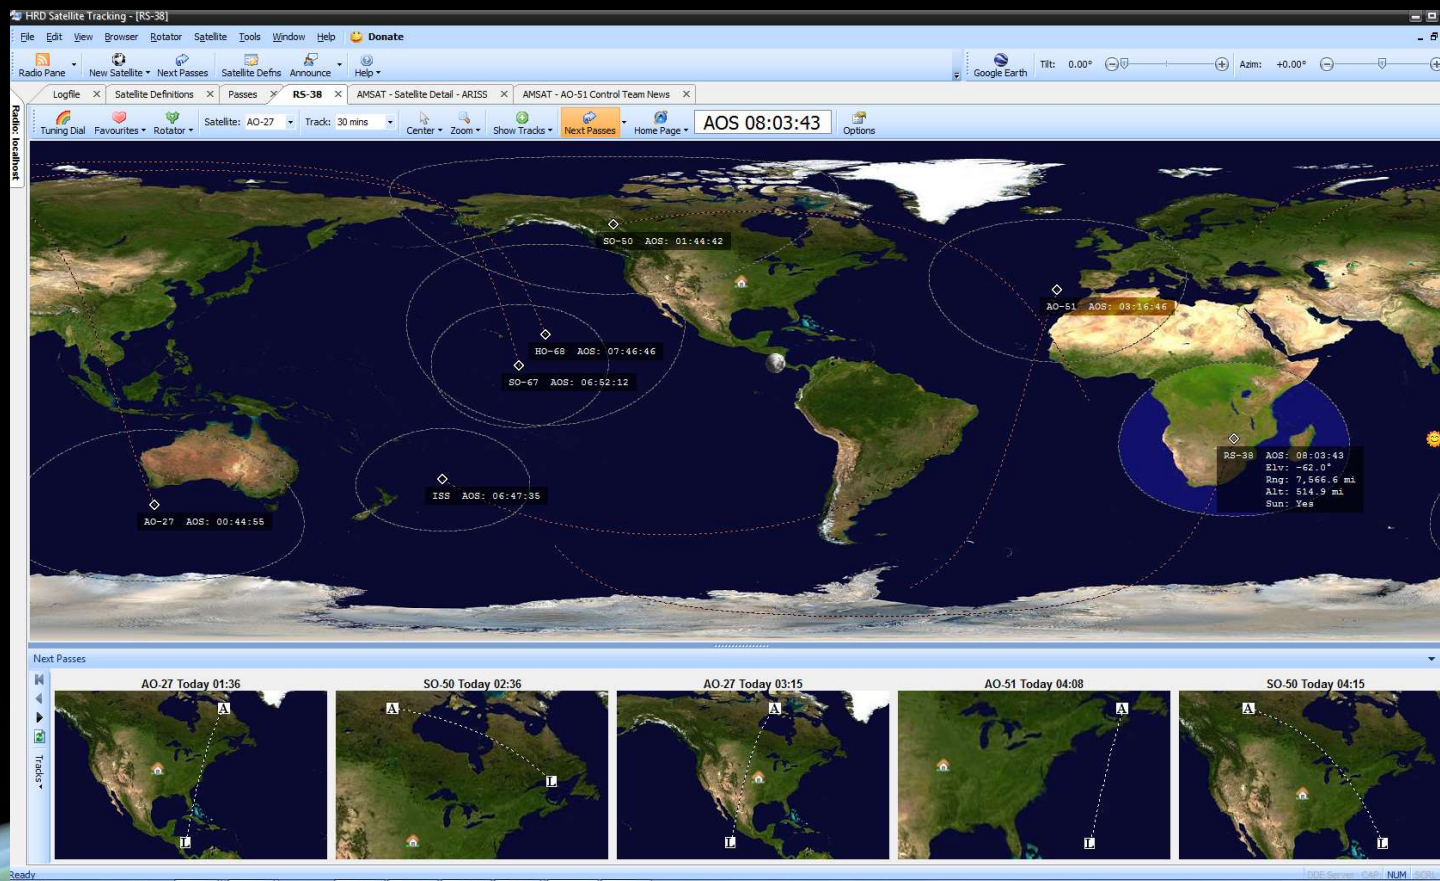 HRD Satellite Tracking - [RS-38]
File Edit View Browser Rotator Satellite Tools Window Help Donate
Radio Pane New Satellite Next Passes Satellite Defns Announce Help Google Earth Tilt: 0.00° Azim: +0.00°
Logfile Satellite Definitions Passes RS-38 AMSAT - Satellite Detail - ARISS AMSAT - AO-51 Control Team News
Radio: localhost
Tuning Dial Favourites Rotator Satellite: AO-27 Track: 30 mins Center Zoom Show Tracks Next Passes Home Page AOS 08:03:43 Options
SO-50 AOS: 01:44:42
AO-51 AOS: 03:16:46
HO-68 AOS: 07:46:46
SO-67 AOS: 06:52:12
RS-38 AOS: 08:03:43
Elv: -62.0°
Rng: 7,566.6 mi
Alt: 514.9 mi
Sun: Yes
ISS AOS: 06:47:35
AO-27 AOS: 00:44:55
Next Passes
AO-27 Today 01:36 SO-50 Today 02:36 AO-27 Today 03:15 AO-51 Today 04:08 SO-50 Today 04:15
A A A A A
Tracks
L L L L L
Ready DDE Server CAP NUM SCRL